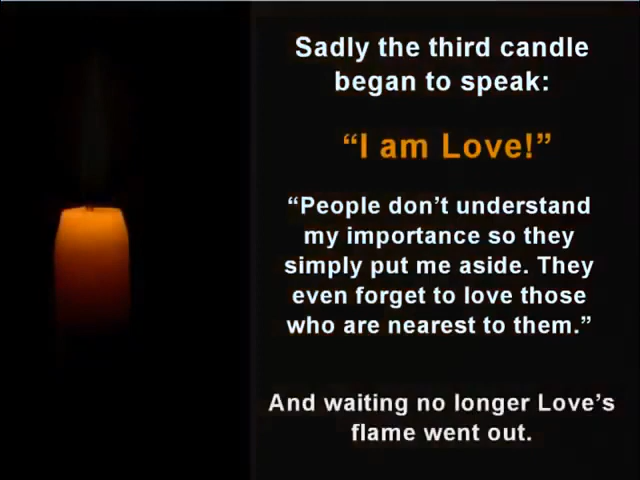 Sadly the third candle
began to speak:
“I am Love!”
“People don’t understand
my importance so they
simply put me aside. They
even forget to love those
who are nearest to them.”
And waiting no longer Love’s
flame went out.